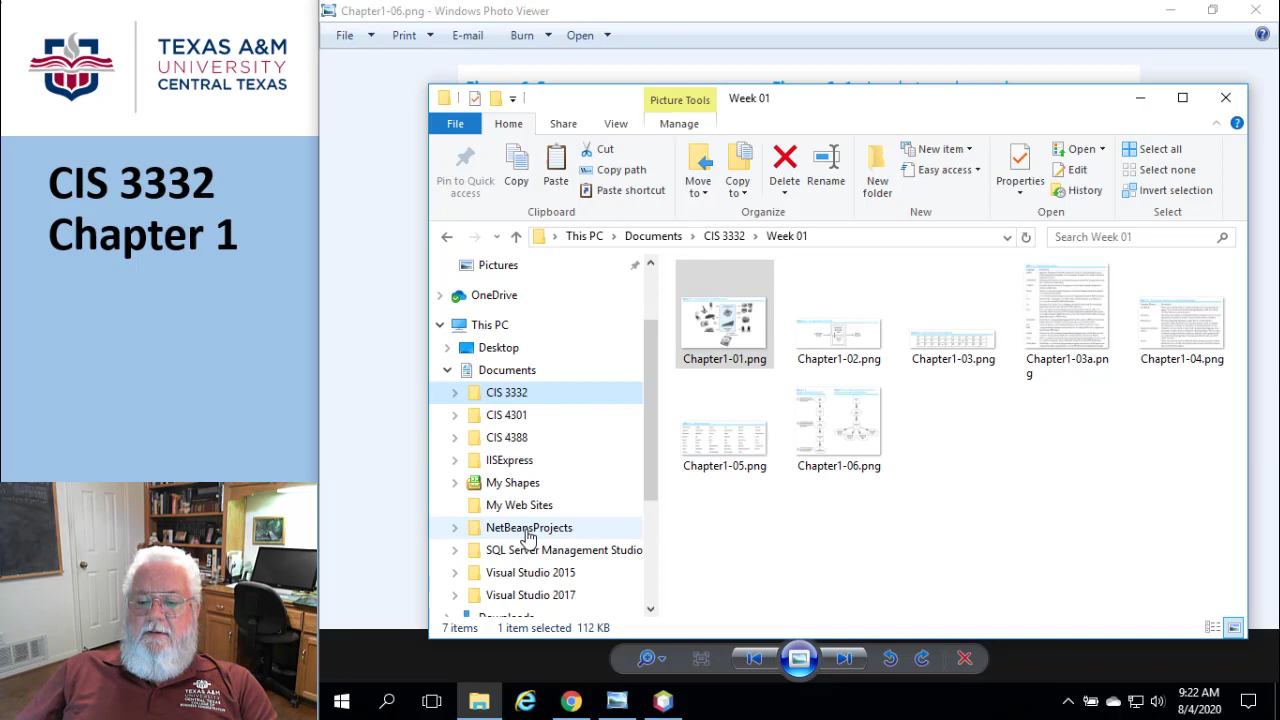 TEXAS A&M
UNIVERSITY
CENTRAL TEXAS
CIS 3332
Chapter 1
Chapter1-06.png - Windows Photo Viewer
File Print E-mail Burn Open
Picture Tools Week 01
File Home Share View Manage
Pin to Quick access
Copy
Paste
Cut
Copy path
Paste shortcut
Clipboard
Move to
Copy to
Delete
Rename
Organize
New folder
New item
Easy access
New
Properties
Open
Edit
History
Open
Select all
Select none
Invert selection
Select
This PC Documents CIS 3332 Week 01
Search Week 01
Pictures
OneDrive
This PC
Desktop
Documents
CIS 3332
CIS 4301
CIS 4388
IISExpress
My Shapes
My Web Sites
NetBeansProjects
SQL Server Management Studio
Visual Studio 2015
Visual Studio 2017
Chapter1-01.png
Chapter1-02.png
Chapter1-03.png
Chapter1-03a.pn
g
Chapter1-04.png
Chapter1-05.png
Chapter1-06.png
7 items 1 item selected 112 KB
TEXAS A&M
UNIVERSITY
CENTRAL TEXAS
9:22 AM
8/4/2020